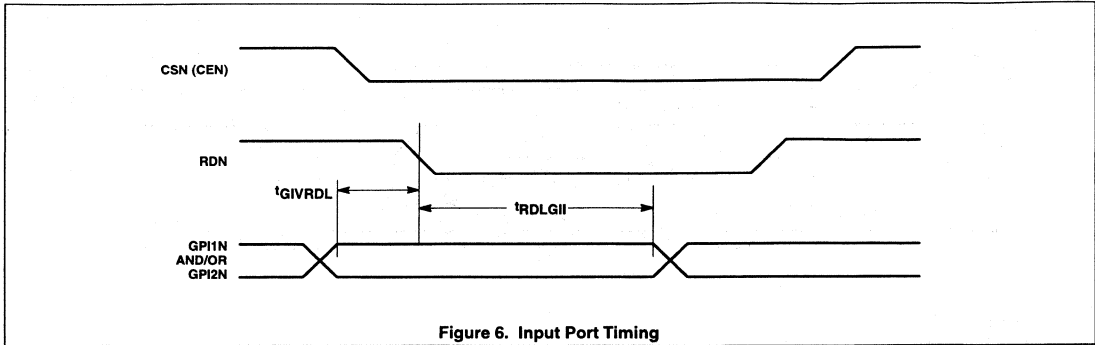 CSN (CEN)
RDN
tGIVRDL
tRDLGII
GPI1N
AND/OR
GPI2N
Figure 6. Input Port Timing